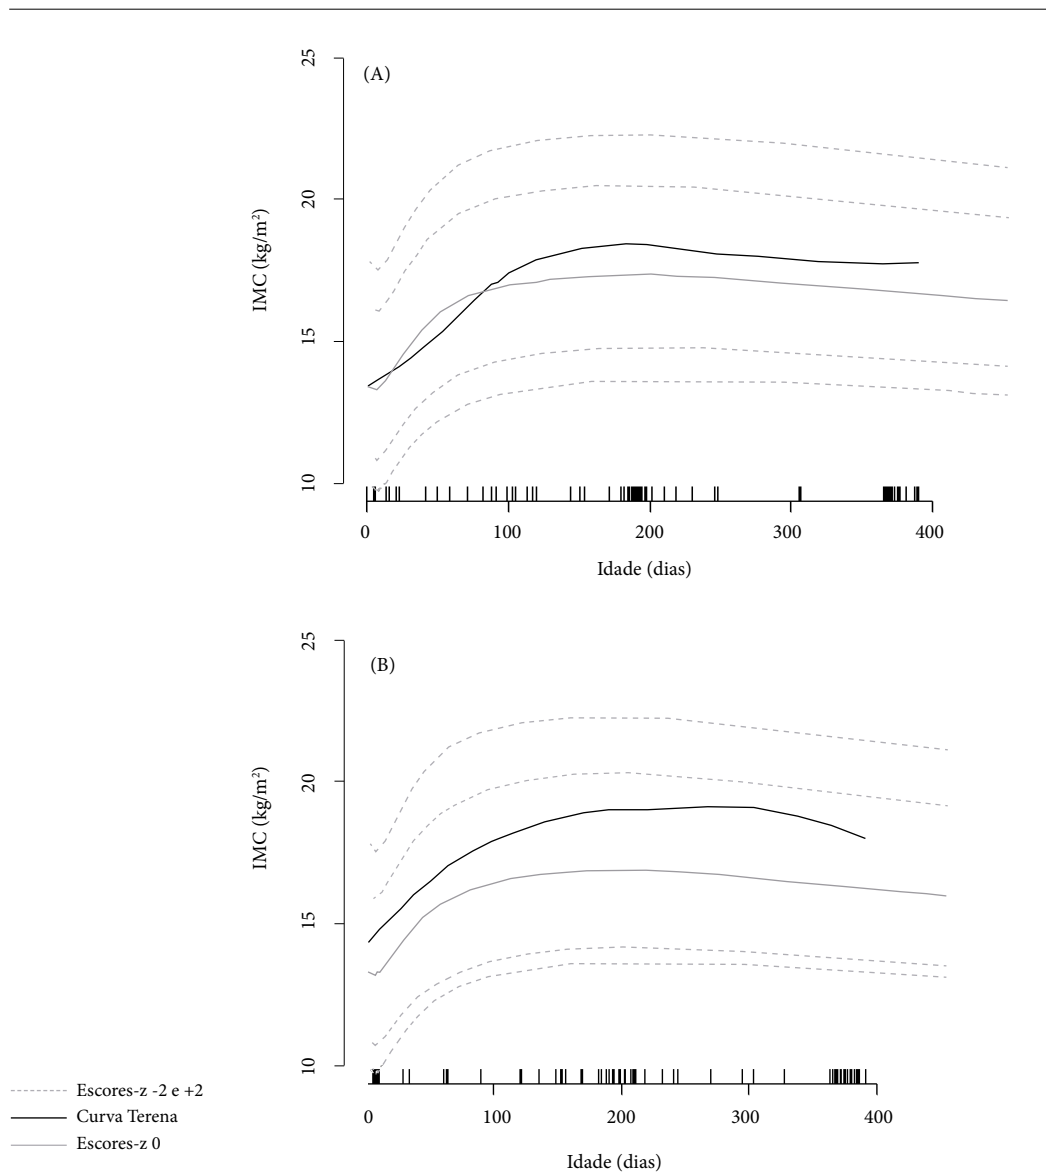 25
(A)
20
IMC (kg/m²)
15
10
0 100 200 300 400
Idade (dias)
25
(B)
20
IMC (kg/m²)
15
10
Escores-z -2 e +2
Curva Terena
Escores-z 0
0 100 200 300 400
Idade (dias)